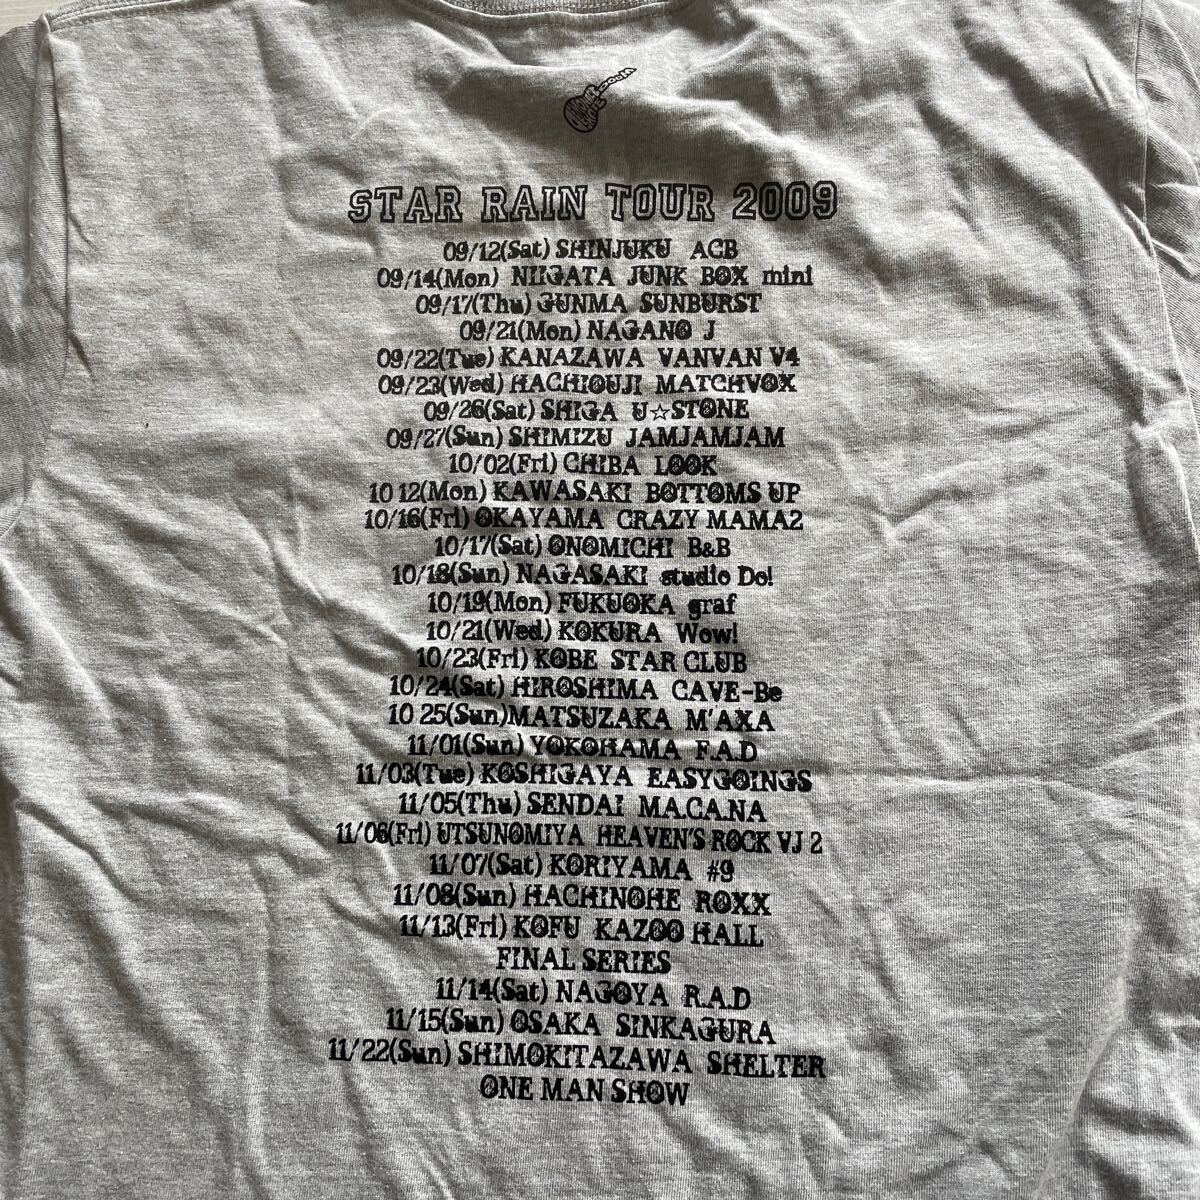 STAR RAIN TOUR 2009
09/12(Sat) SHINJUKU ACB
09/14(Mon) NIIGATA JUNK BOX mini
09/17(Thu) GUNMA SUNBURST
09/21(Mon) NAGANO J
09/22(Tue) KANAZAWA VANVAN V4
09/23(Wed) HACHIOUJI MATCHVOX
09/26(Sat) SHIGA U☆STONE
09/27(Sun) SHIMIZU JAMJAMJAM
10/02(Fri) CHIBA LOOK
10 12(Mon) KAWASAKI BOTTOMS UP
10/16(Fri) OKAYAMA CRAZY MAMA2
10/17(Sat) ONOMICHI B&B
10/18(Sun) NAGASAKI studio Do!
10/19(Mon) FUKUOKA graf
10/21(Wed) KOKURA Wow!
10/23(Fri) KOBE STAR CLUB
10/24(Sat) HIROSHIMA CAVE-Be
10 25(Sun)MATSUZAKA M'AXA
11/01(Sun) YOKOHAMA F.A.D
11/03(Tue) KOSHIGAYA EASYGOINGS
11/05(Thu) SENDAI MA.CA.NA
11/06(Fri) UTSUNOMIYA HEAVEN'S ROCK VJ 2
11/07(Sat) KORIYAMA #9
11/08(Sun) HACHINOHE ROXX
11/13(Fri) KOFU KAZOO HALL
FINAL SERIES
11/14(Sat) NAGOYA R.A.D
11/15(Sun) OSAKA SINKAGURA
11/22(Sun) SHIMOKITAZAWA SHELTER
ONE MAN SHOW